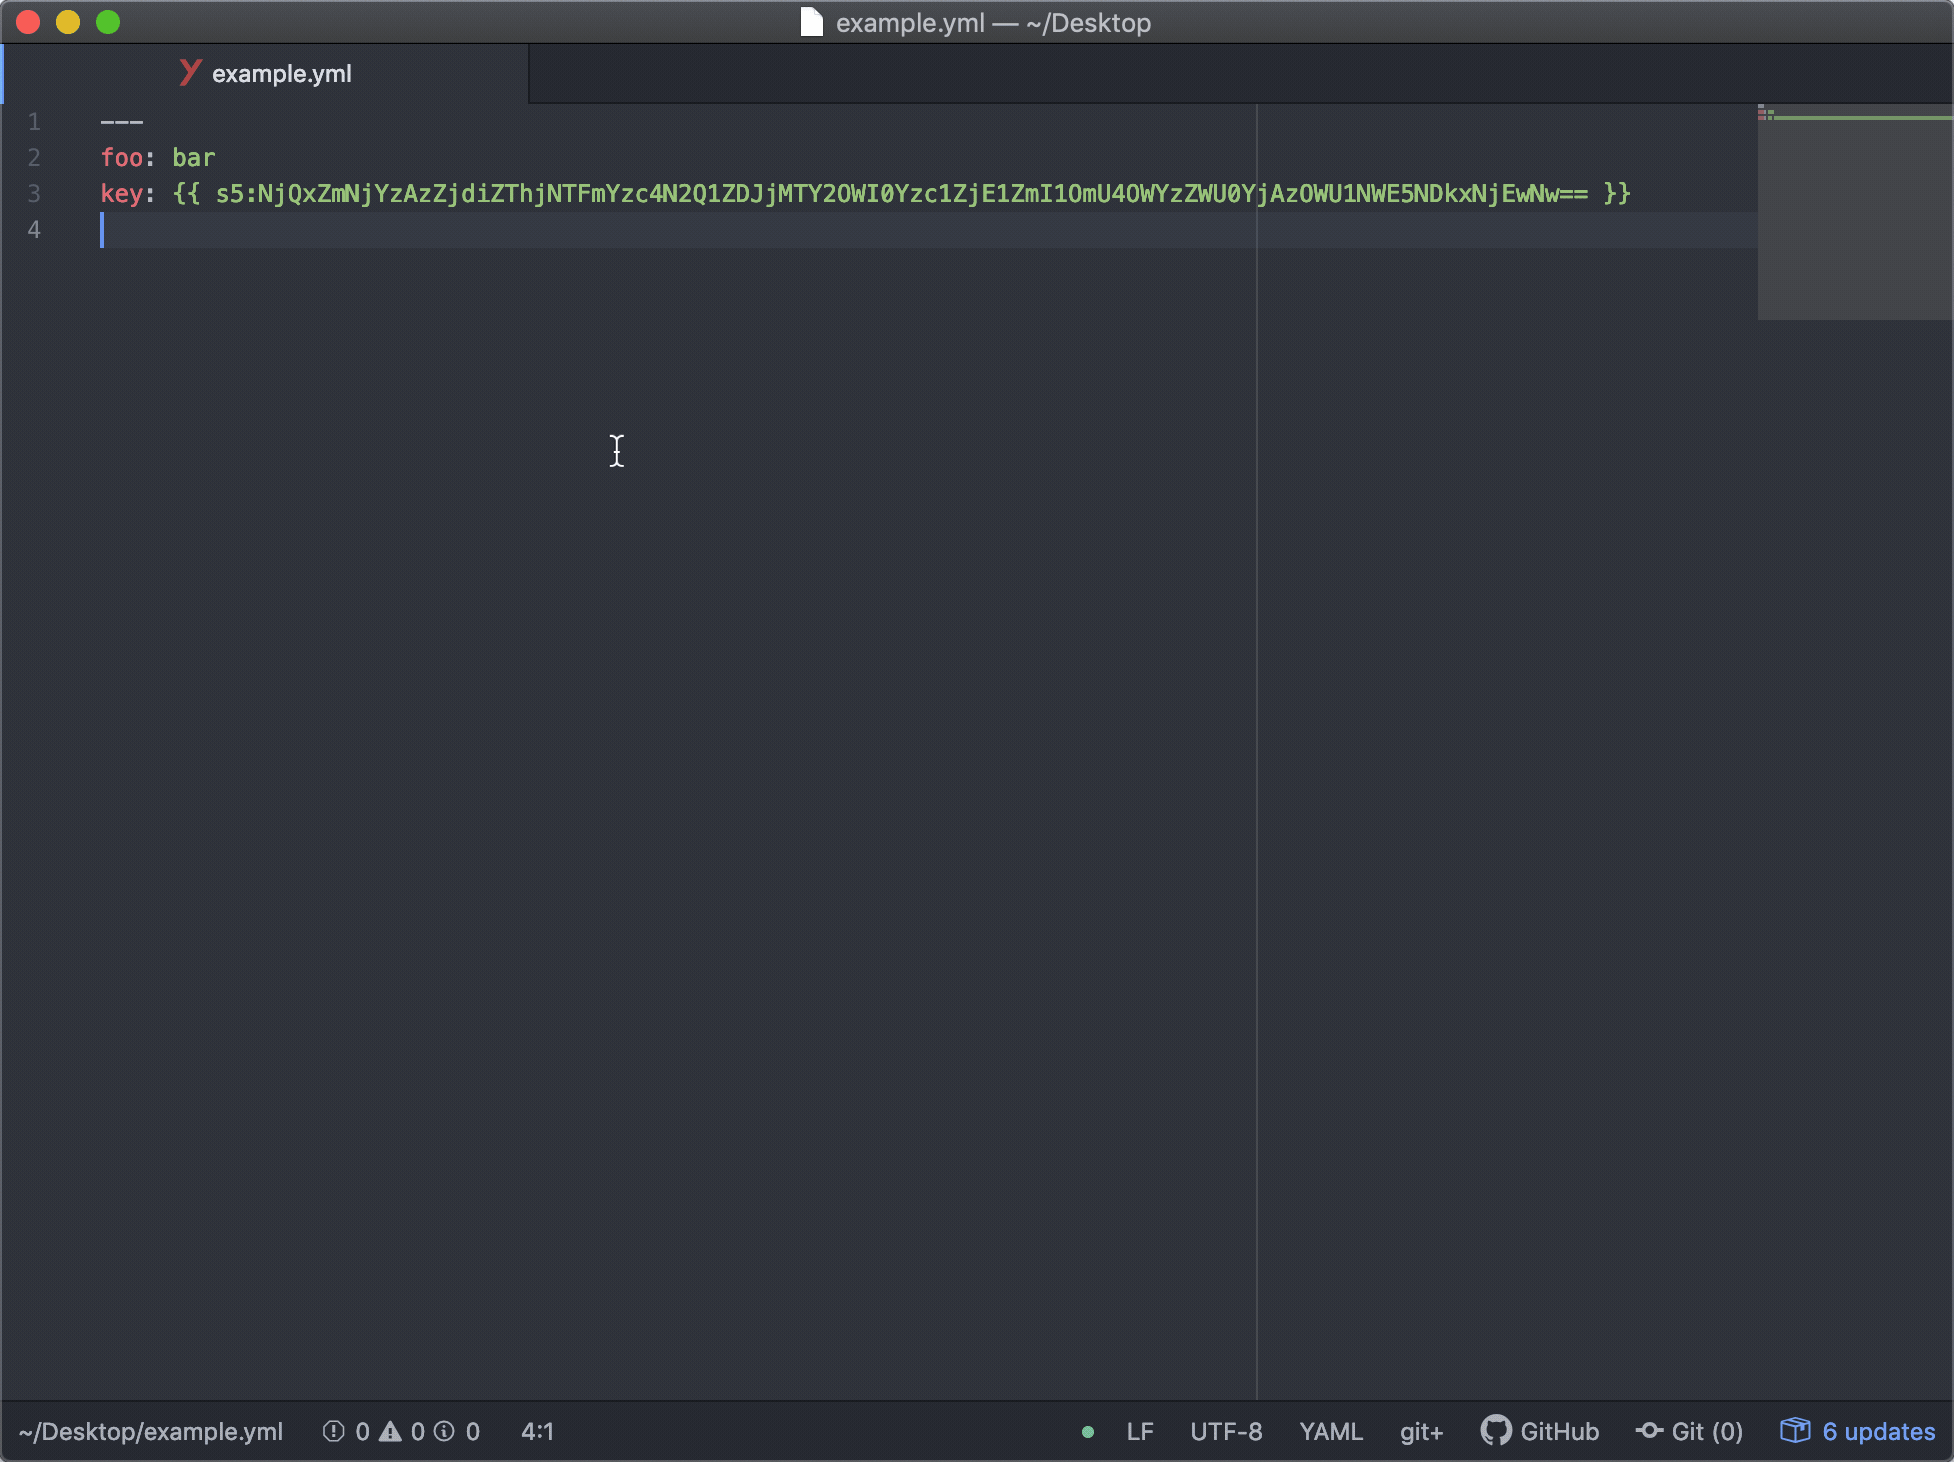 example.yml — ~/Desktop
example.yml
1 ---
2 foo: bar
3 key: {{ s5:NjQxZmNjYzAzZjdiZThjNTFmYzc4N2Q1ZDJjMTY2OWI0Yzc1ZjE1ZmI1OmU4OWYzZWU0YjAzOWU1NWE5NDkxNjEwNw== }}
4
~/Desktop/example.yml 0 0 0 4:1 LF UTF-8 YAML git+ GitHub Git (0) 6 updates